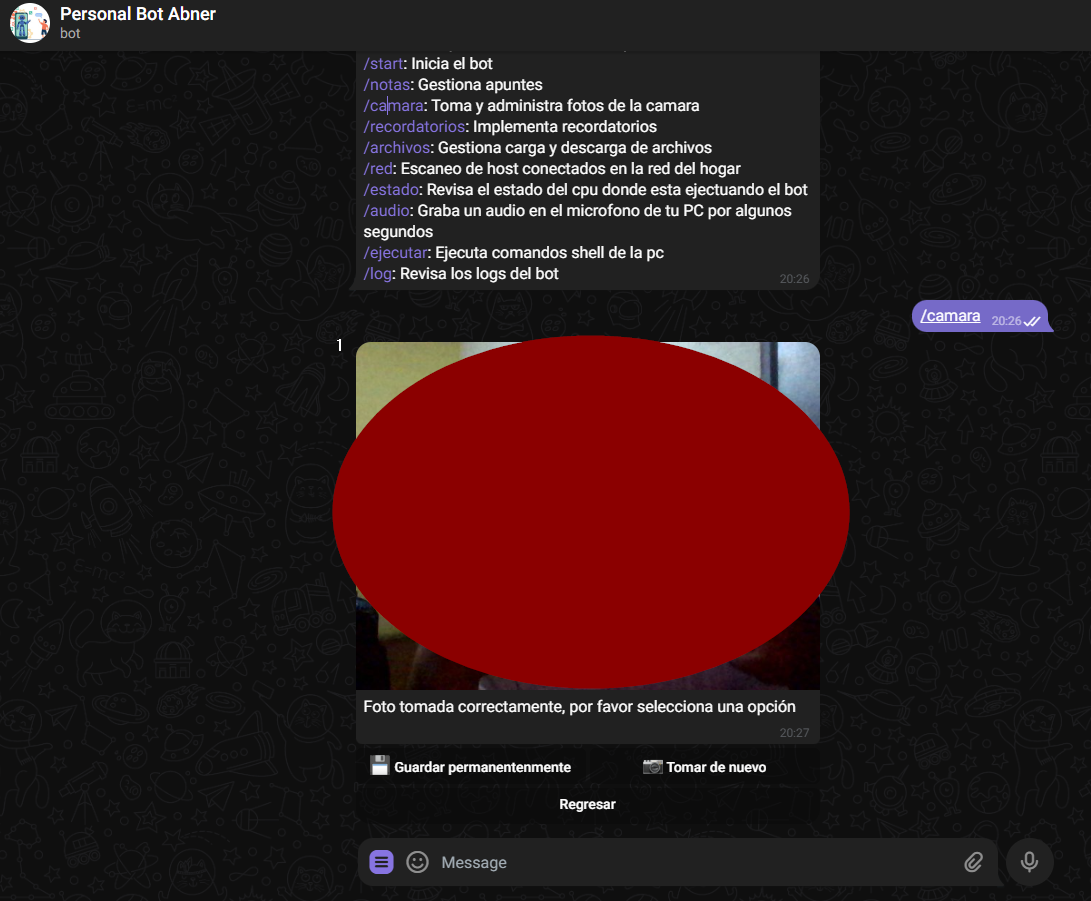 Personal Bot Abner
bot
/start: Inicia el bot
/notas: Gestiona apuntes
/camara: Toma y administra fotos de la camara
/recordatorios: Implementa recordatorios
/archivos: Gestiona carga y descarga de archivos
/red: Escaneo de host conectados en la red del hogar
/estado: Revisa el estado del cpu donde esta ejectuando el bot
/audio: Graba un audio en el microfono de tu PC por algunos
segundos
/ejecutar: Ejecuta comandos shell de la pc
/log: Revisa los logs del bot
20:26
/camara 20:26
1
Foto tomada correctamente, por favor selecciona una opción
20:27
Guardar permanentenmente
Tomar de nuevo
Regresar
Message